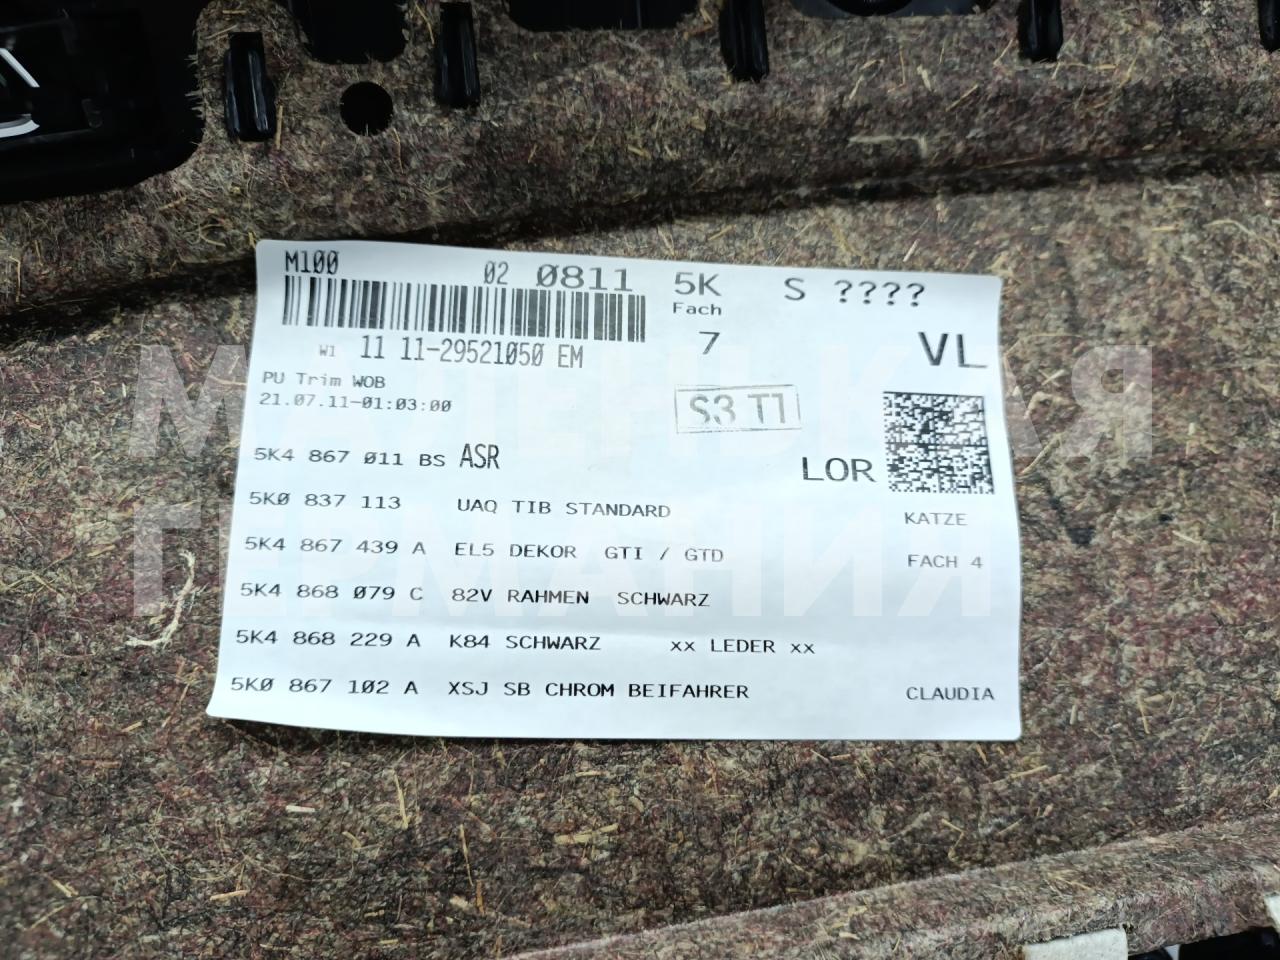 M100 02 0811 5K S ????
Fach
7 VL
W1 11 11-29521050 EM
PU Trim WOB
21.07.11-01:03:00
S3 T1
5K4 867 011 BS ASR
LOR
5K0 837 113 UAQ TIB STANDARD KATZE
5K4 867 439 A EL5 DEKOR GTI / GTD FACH 4
5K4 868 079 C 82V RAHMEN SCHWARZ
5K4 868 229 A K84 SCHWARZ xx LEDER xx
5K0 867 102 A XSJ SB CHROM BEIFAHRER CLAUDIA
МАЛЕНЬКАЯ
ГЕРМАНИЯ